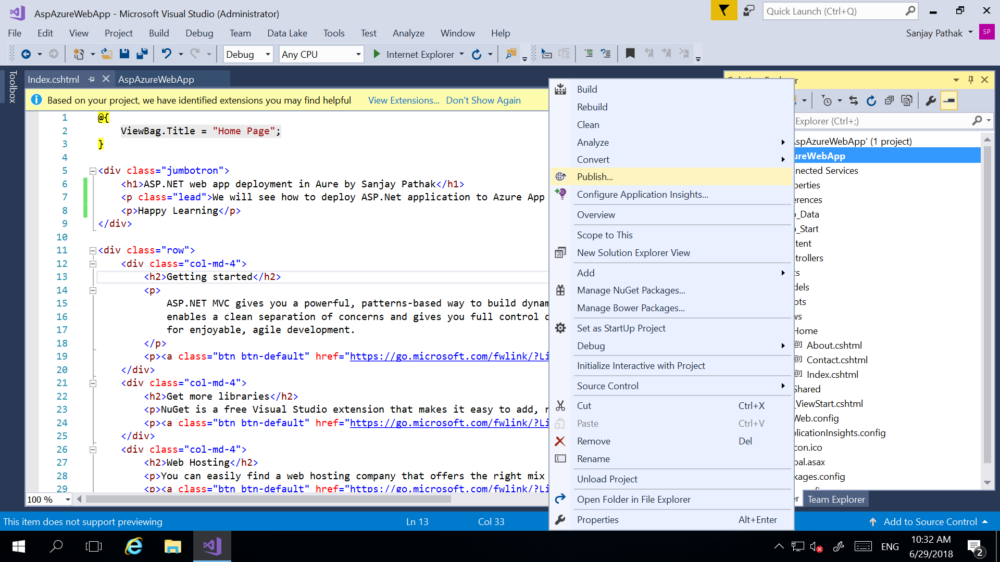 AspAzureWebApp - Microsoft Visual Studio (Administrator)
Quick Launch (Ctrl+Q)
File Edit View Project Build Debug Team Data Lake Tools Test Analyze Window Help
Sanjay Pathak SP
Debug Any CPU Internet Explorer
Toolbox
Index.cshtml AspAzureWebApp
Based on your project, we have identified extensions you may find helpful View Extensions... Don't Show Again
1 @{
2 ViewBag.Title = "Home Page";
3 }
4
5 <div class="jumbotron">
6 <h1>ASP.NET web app deployment in Aure by Sanjay Pathak</h1>
7 <p class="lead">We will see how to deploy ASP.Net application to Azure App
8 <p>Happy Learning</p>
9 </div>
10
11 <div class="row">
12 <div class="col-md-4">
13 <h2>Getting started</h2>
14 <p>
15 ASP.NET MVC gives you a powerful, patterns-based way to build dynam
16 enables a clean separation of concerns and gives you full control o
17 for enjoyable, agile development.
18 </p>
19 <p><a class="btn btn-default" href="https://go.microsoft.com/fwlink/?Li
20 </div>
21 <div class="col-md-4">
22 <h2>Get more libraries</h2>
23 <p>NuGet is a free Visual Studio extension that makes it easy to add, r
24 <p><a class="btn btn-default" href="https://go.microsoft.com/fwlink/?Li
25 </div>
26 <div class="col-md-4">
27 <h2>Web Hosting</h2>
28 <p>You can easily find a web hosting company that offers the right mix
29 <p><a class="btn btn-default" href="https://go.microsoft.com/fwlink/?Li
100 %
Build
Rebuild
Clean
Analyze
Convert
Publish...
Configure Application Insights...
Overview
Scope to This
New Solution Explorer View
Add
Manage NuGet Packages...
Manage Bower Packages...
Set as StartUp Project
Debug
Initialize Interactive with Project
Source Control
Cut Ctrl+X
Paste Ctrl+V
Remove Del
Rename
Unload Project
Open Folder in File Explorer
Properties Alt+Enter
Explorer (Ctrl+;)
spAzureWebApp' (1 project)
ureWebApp
nected Services
perties
erences
_Data
_Start
tent
trollers
ts
dels
pts
ws
Home
About.cshtml
Contact.cshtml
Index.cshtml
Shared
_ViewStart.cshtml
Web.config
plicationInsights.config
con.ico
bal.asax
kages.config
Team Explorer
This item does not support previewing Ln 13 Col 33 Add to Source Control
ENG
10:32 AM
6/29/2018
2